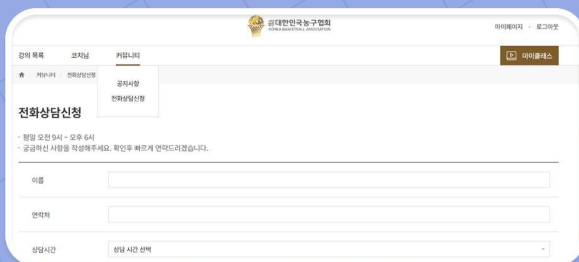 대한민국농구협회
KOREA BASKETBALL ASSOCIATION
마이페이지 로그아웃
강의 목록 코치님 커뮤니티 마이클래스
커뮤니티 / 전화상담신청
공지사항
전화상담신청
전화상담신청
- 평일 오전 9시 ~ 오후 6시
- 궁금하신 사항을 작성해주세요. 확인후 빠르게 연락드리겠습니다.
이름
연락처
상담시간 상담 시간 선택